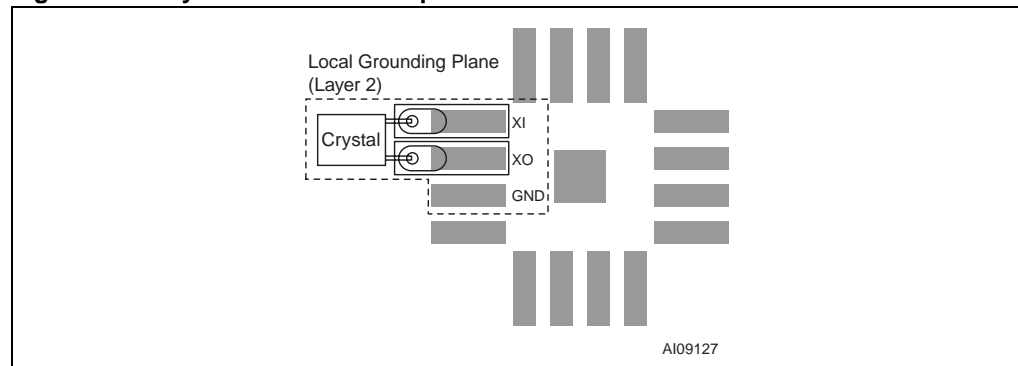 Local Grounding Plane
(Layer 2)
XI
Crystal
XO
GND
AI09127